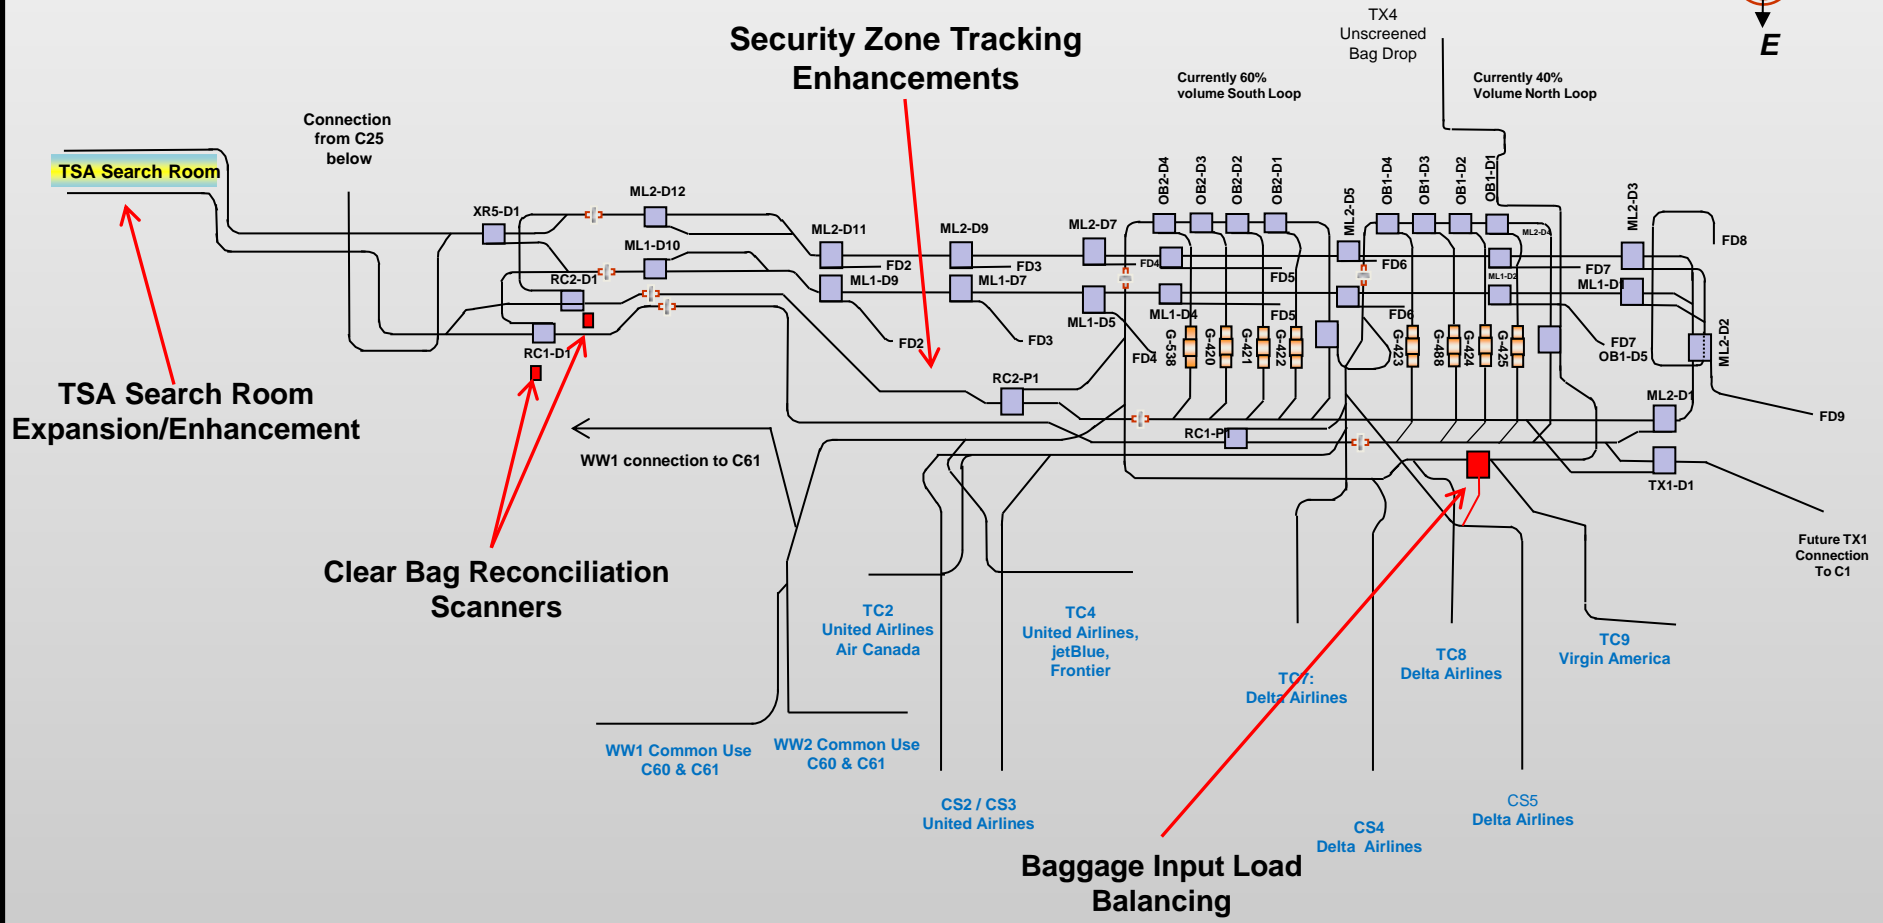 E
TX4
Unscreened
Bag Drop
Security Zone Tracking
Enhancements
Currently 60%
volume South Loop
Currently 40%
Volume North Loop
Connection
from C25
below
TSA Search Room
XR5-D1
ML2-D12
ML1-D10
RC2-D1
RC1-D1
ML2-D11
FD2
ML1-D9
FD2
ML2-D9
FD3
ML1-D7
FD3
ML2-D7
FD4
ML1-D5
FD4
OB2-D4
OB2-D3
OB2-D2
OB2-D1
FD5
ML1-D4
FD5
G-538
G-420
G-421
G-422
ML2-D5
FD6
FD6
OB1-D4
OB1-D3
OB1-D2
OB1-D1
ML2-D4
ML1-D2
FD7
ML1-D1
G-423
G-488
G-424
G-425
FD7
OB1-D5
ML2-D3
FD8
ML2-D2
ML2-D1
FD9
RC2-P1
RC1-P1
TX1-D1
TSA Search Room
Expansion/Enhancement
WW1 connection to C61
Future TX1
Connection
To C1
Clear Bag Reconciliation
Scanners
TC2
United Airlines
Air Canada
TC4
United Airlines,
jetBlue,
Frontier
TC7:
Delta Airlines
TC8
Delta Airlines
TC9
Virgin America
WW1 Common Use
C60 & C61
WW2 Common Use
C60 & C61
CS2 / CS3
United Airlines
CS4
Delta Airlines
CS5
Delta Airlines
Baggage Input Load
Balancing